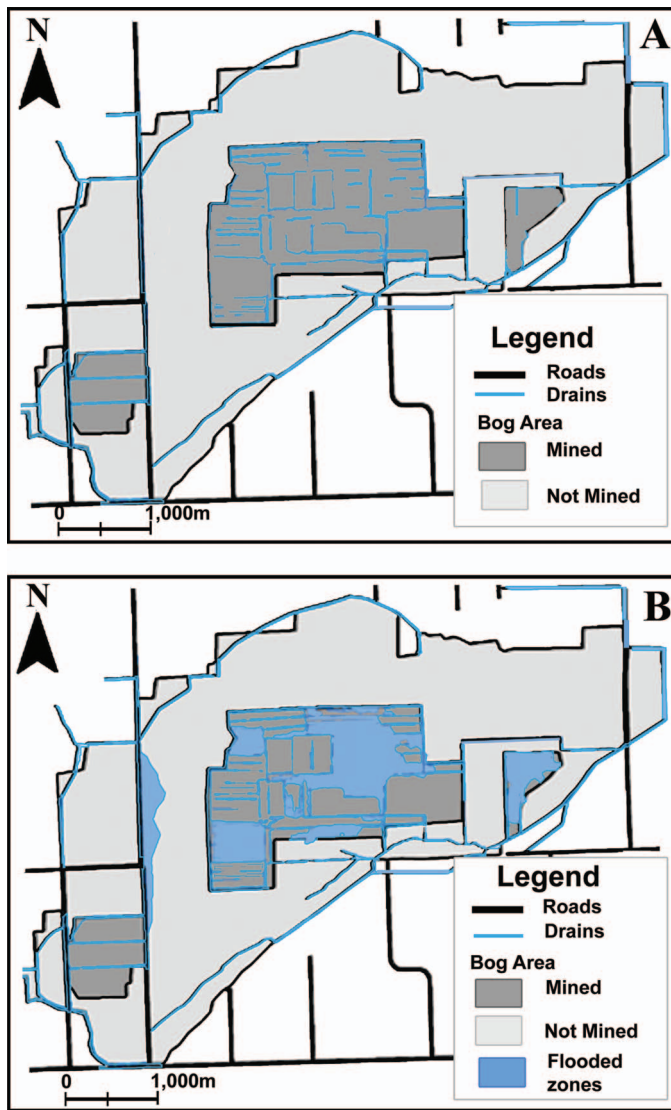 N
A
Legend
Roads
Drains
Bog Area
Mined
Not Mined
0 1,000m
N
B
Legend
Roads
Drains
Bog Area
Mined
Not Mined
Flooded
zones
0 1,000m